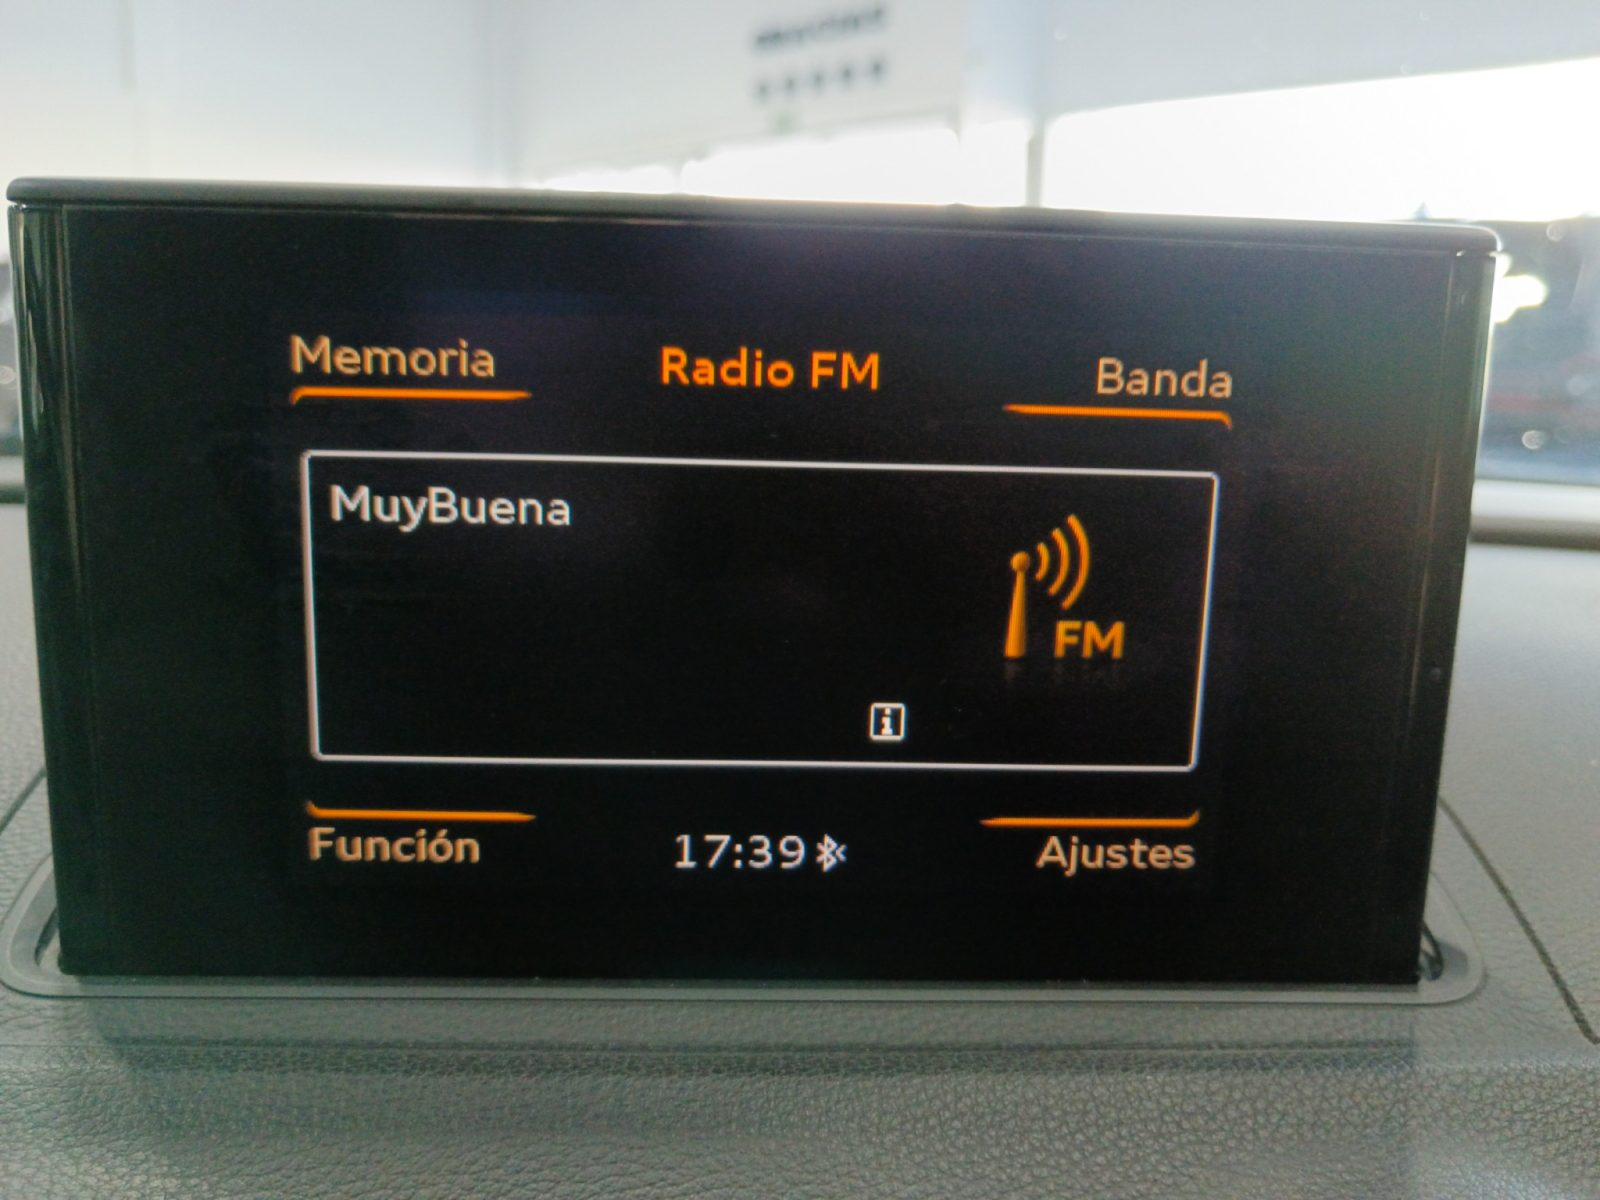 Memoria
Radio FM
Banda
MuyBuena
FM
i
Función
17:39
Ajustes